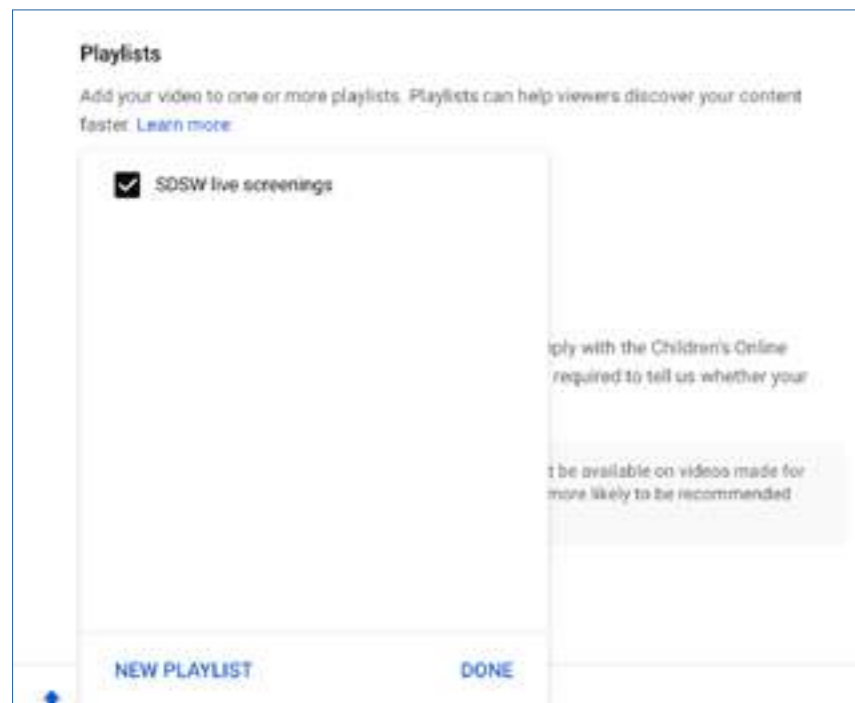 Playlists
Add your video to one or more playlists. Playlists can help viewers discover your content
faster. Learn more
SDSW live screenings
ply with the Children's Online
required to tell us whether your
t be available on videos made for
more likely to be recommended
NEW PLAYLIST
DONE